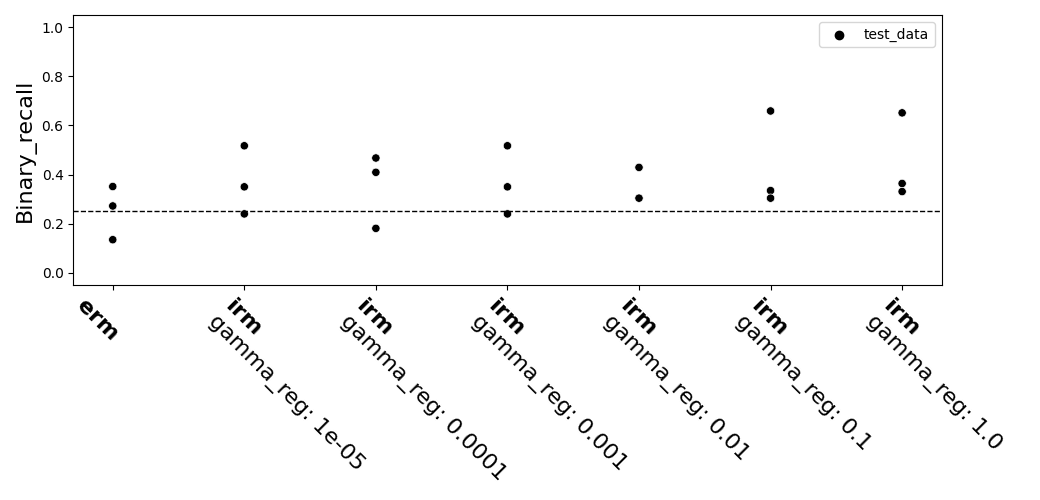 Binary_recall
1.0
0.8
0.6
0.4
0.2
0.0
test_data
erm
irm
gamma_reg: 1e-05
irm
gamma_reg: 0.0001
irm
gamma_reg: 0.001
irm
gamma_reg: 0.01
irm
gamma_reg: 0.1
irm
gamma_reg: 1.0